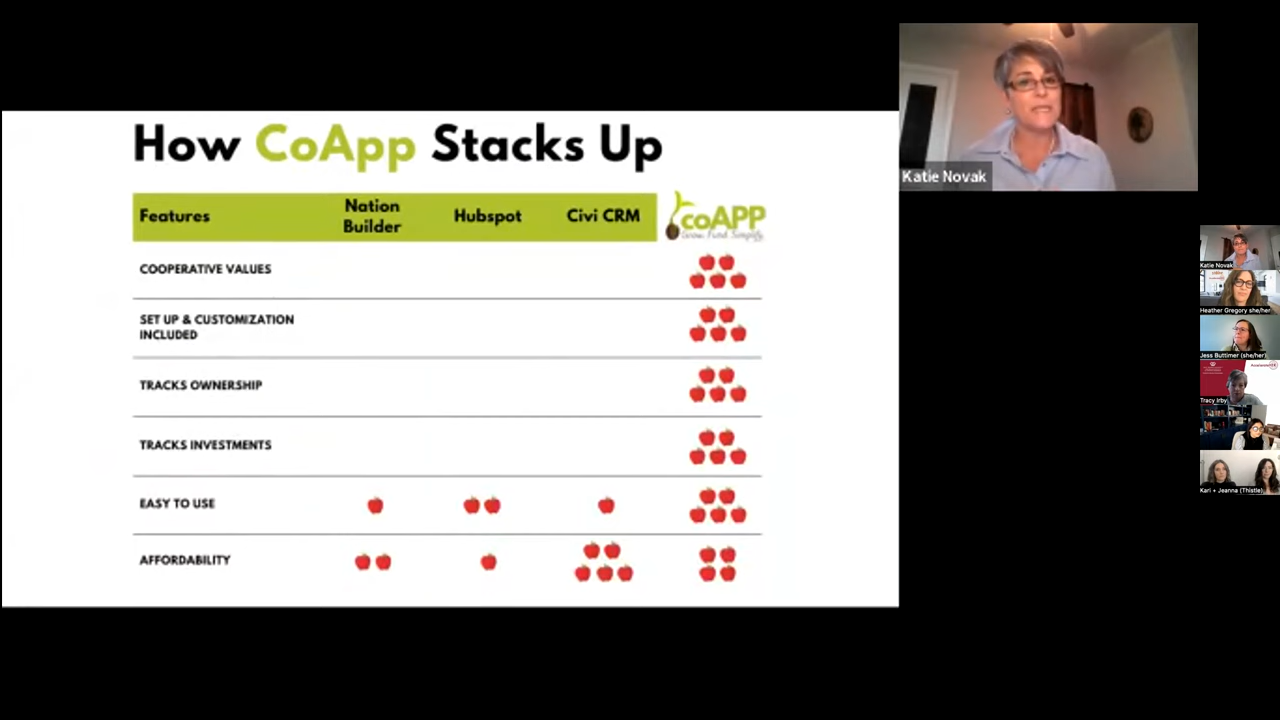 How CoApp Stacks Up
Features
Nation
Builder
Hubspot
Civi CRM
coAPP
Grow. Fund. Simplify.
COOPERATIVE VALUES
SET UP & CUSTOMIZATION
INCLUDED
TRACKS OWNERSHIP
TRACKS INVESTMENTS
EASY TO USE
AFFORDABILITY
Katie Novak
Katie Novak
Heather Gregory she/her
Jess Buttimer (she/her)
Tracy Irby
Kari + Jeanna (Thistle)